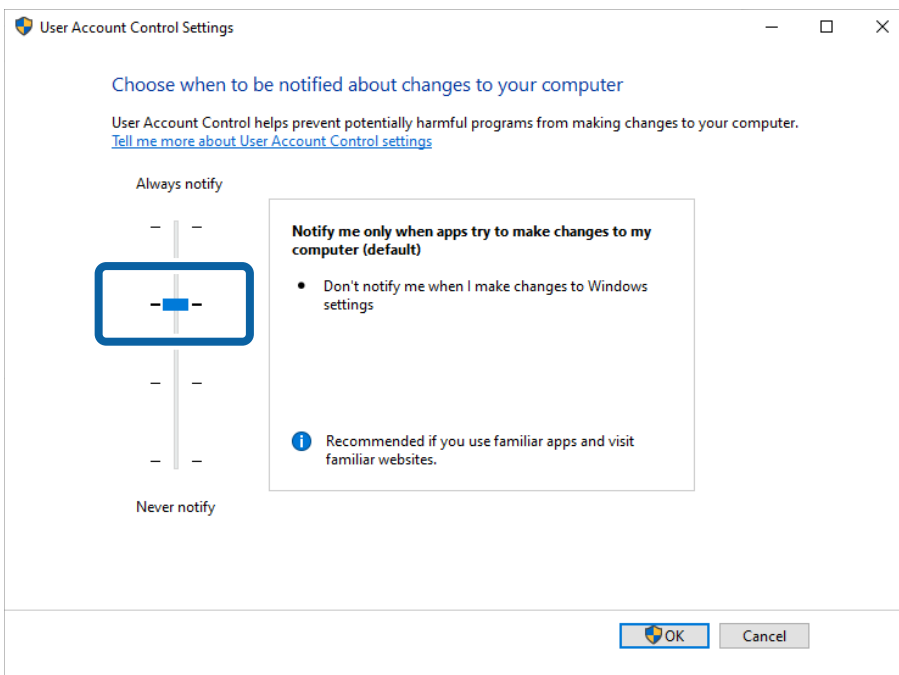 User Account Control Settings
Choose when to be notified about changes to your computer
User Account Control helps prevent potentially harmful programs from making changes to your computer.
Tell me more about User Account Control settings
Always notify
Notify me only when apps try to make changes to my
computer (default)
• Don't notify me when I make changes to Windows
settings
Recommended if you use familiar apps and visit
familiar websites.
Never notify
OK
Cancel